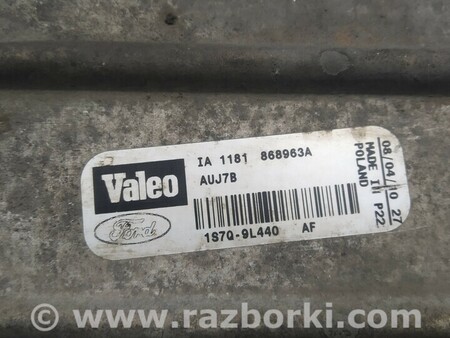 IA 1181 868963A
Valeo
AUJ7B
Ford
1S7Q-9L440 AF
08/04/10 27
MADE IN P22
POLAND
© www.razborki.com ©